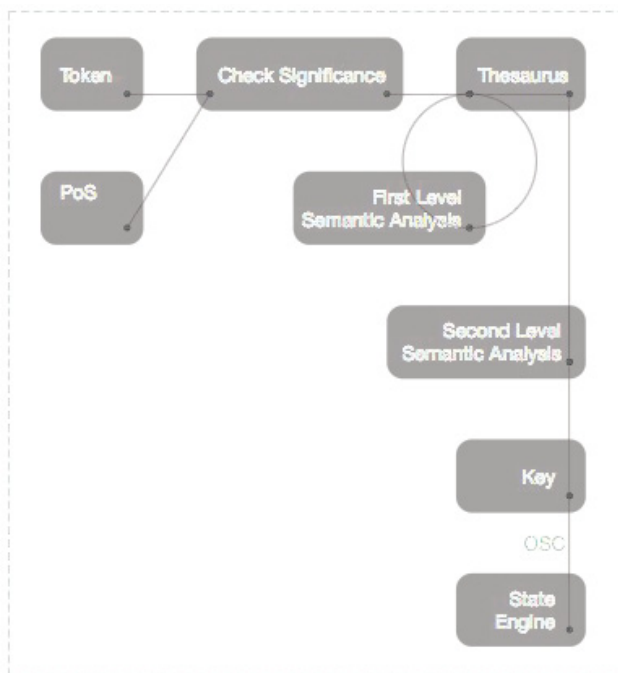 Token
Check Significance
Thesaurus
PoS
First Level
Semantic Analysis
Second Level
Semantic Analysis
Key
OSC
State
Engine